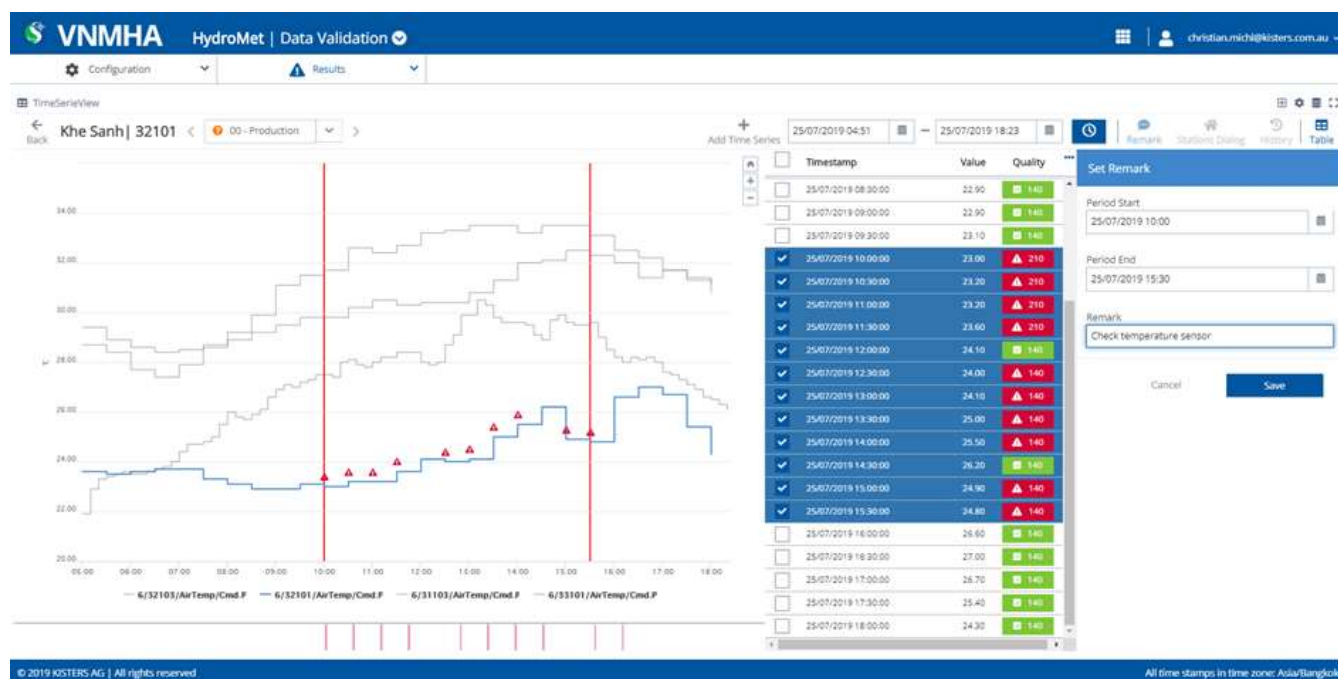 VNMHA HydroMet | Data Validation christian.michl@kisters.com.au
Configuration Results
TimeSerieView
Back Khe Sanh| 32101 00 - Production Add Time Series 25/07/2019 04:51 — 25/07/2019 18:23 Remark Stations Dialog History Table
34.00
32.00
30.00
°C
28.00
26.00
24.00
22.00
20.00
05:00 06:00 07:00 08:00 09:00 10:00 11:00 12:00 13:00 14:00 15:00 16:00 17:00 18:00
6/32103/AirTemp/Cmd.P 6/32101/AirTemp/Cmd.P 6/31103/AirTemp/Cmd.P 6/33101/AirTemp/Cmd.P
Timestamp Value Quality
25/07/2019 08:30:00 22.90 140
25/07/2019 09:00:00 22.90 140
25/07/2019 09:30:00 23.10 140
25/07/2019 10:00:00 23.00 210
25/07/2019 10:30:00 23.20 210
25/07/2019 11:00:00 23.20 210
25/07/2019 11:30:00 23.60 210
25/07/2019 12:00:00 24.10 140
25/07/2019 12:30:00 24.00 140
25/07/2019 13:00:00 24.10 140
25/07/2019 13:30:00 25.00 140
25/07/2019 14:00:00 25.50 140
25/07/2019 14:30:00 26.20 140
25/07/2019 15:00:00 24.90 140
25/07/2019 15:30:00 24.80 140
25/07/2019 16:00:00 26.60 140
25/07/2019 16:30:00 27.00 140
25/07/2019 17:00:00 26.70 140
25/07/2019 17:30:00 25.40 140
25/07/2019 18:00:00 24.30 140
Set Remark
Period Start
25/07/2019 10:00
Period End
25/07/2019 15:30
Remark
Check temperature sensor
Cancel Save
© 2019 KISTERS AG | All rights reserved All time stamps in time zone: Asia/Bangkok